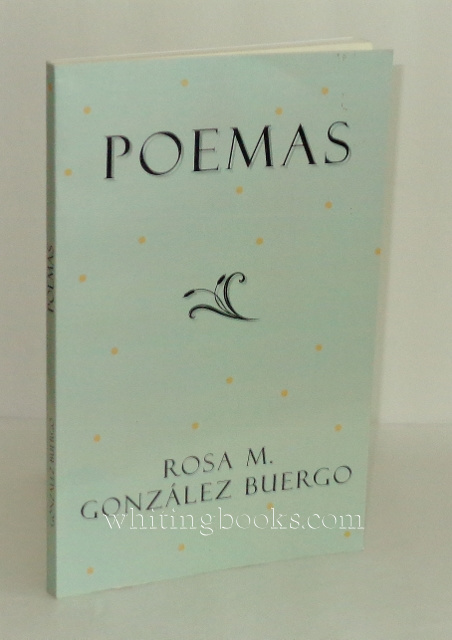 POEMAS
ROSA M.
GONZÁLEZ BUERGO
whitingbooks.com
POEMAS
GONZÁLEZ BUERGO